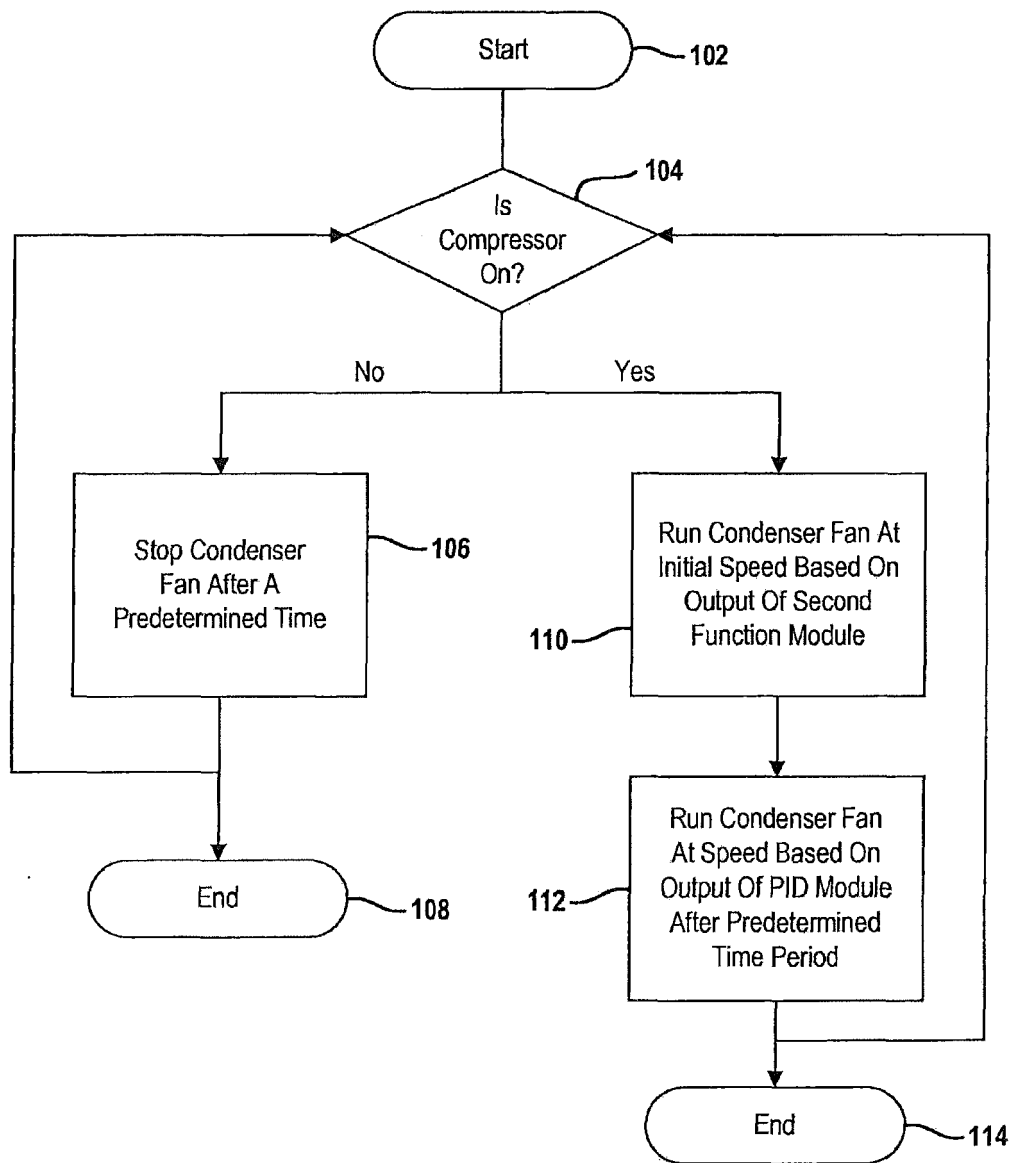 Start
102
104
Is
Compressor
On?
No
Yes
Stop Condenser
Fan After A
Predetermined Time
106
Run Condenser Fan At
Initial Speed Based On
Output Of Second
Function Module
110
Run Condenser Fan
At Speed Based On
Output Of PID Module
After Predetermined
Time Period
112
End
108
End
114